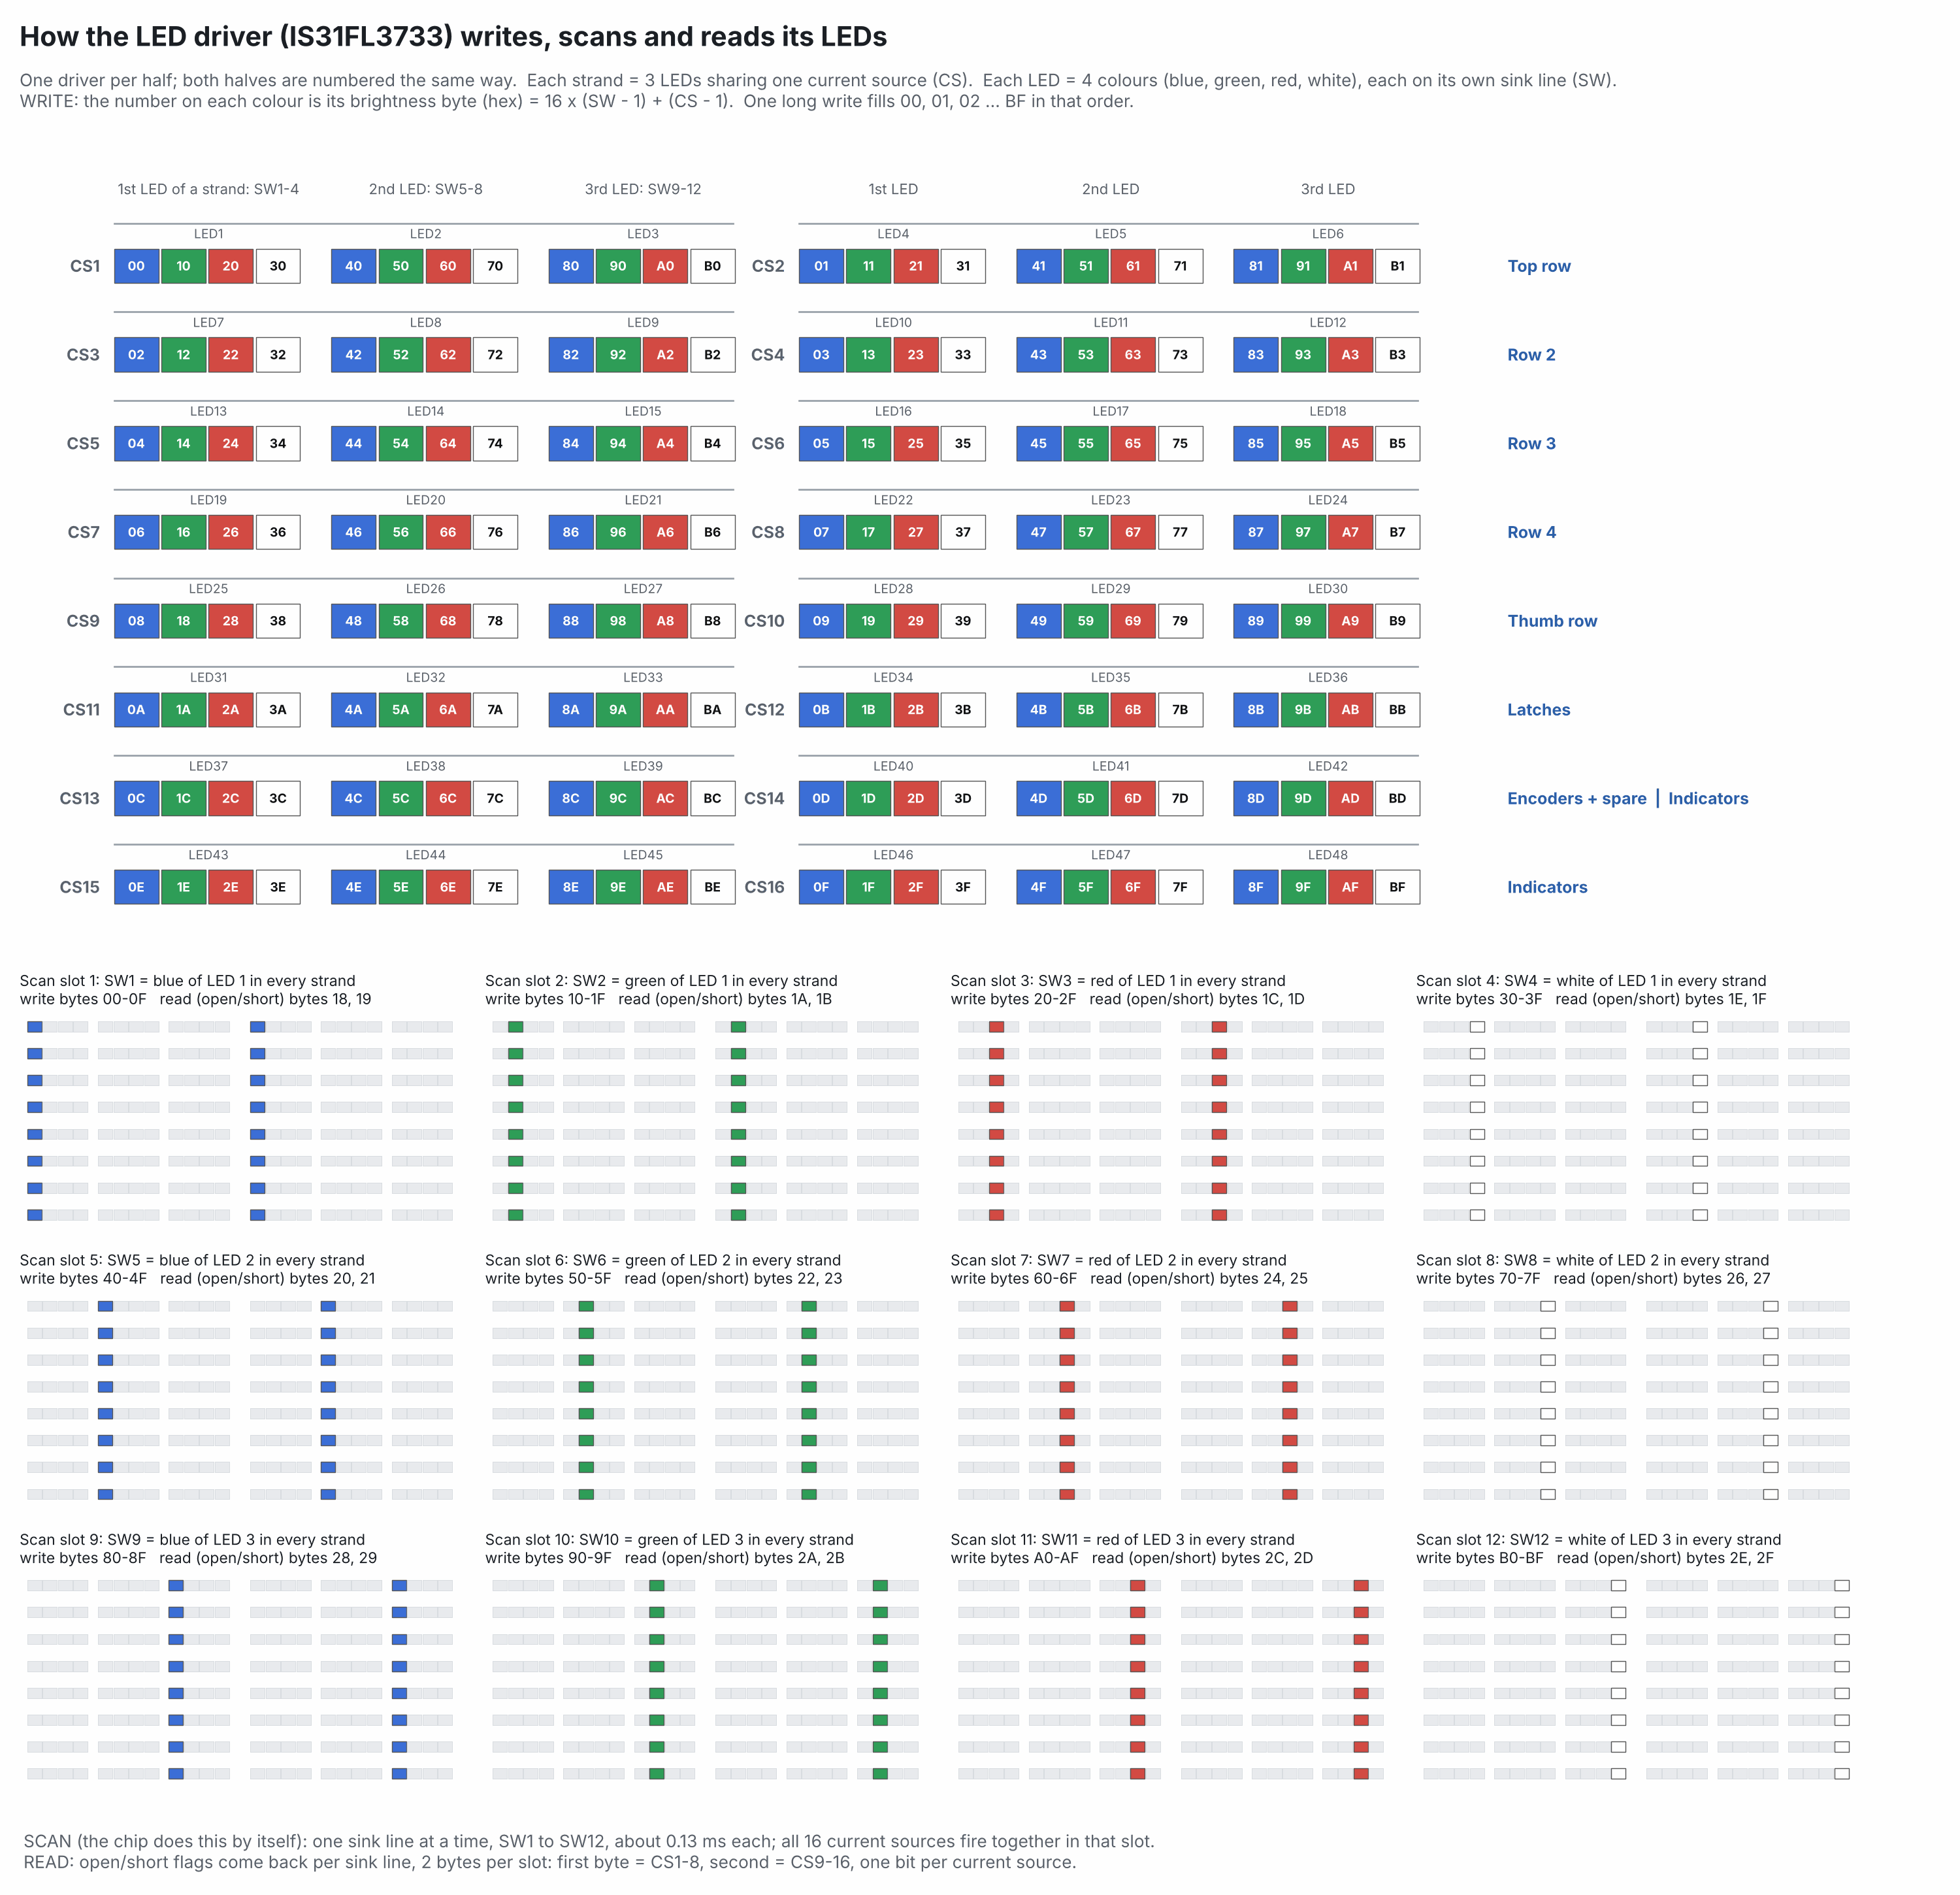 How the LED driver (IS31FL3733) writes, scans and reads its LEDs
One driver per half; both halves are numbered the same way.  Each strand = 3 LEDs sharing one current source (CS).  Each LED = 4 colours (blue, green, red, white), each on its own sink line (SW).
WRITE: the number on each colour is its brightness byte (hex) = 16 x (SW - 1) + (CS - 1).  One long write fills 00, 01, 02 ... BF in that order.
1st LED of a strand: SW1-4 2nd LED: SW5-8 3rd LED: SW9-12 1st LED 2nd LED 3rd LED
LED1 LED2 LED3 LED4 LED5 LED6
CS1 00 10 20 30 40 50 60 70 80 90 A0 B0 CS2 01 11 21 31 41 51 61 71 81 91 A1 B1 Top row
LED7 LED8 LED9 LED10 LED11 LED12
CS3 02 12 22 32 42 52 62 72 82 92 A2 B2 CS4 03 13 23 33 43 53 63 73 83 93 A3 B3 Row 2
LED13 LED14 LED15 LED16 LED17 LED18
CS5 04 14 24 34 44 54 64 74 84 94 A4 B4 CS6 05 15 25 35 45 55 65 75 85 95 A5 B5 Row 3
LED19 LED20 LED21 LED22 LED23 LED24
CS7 06 16 26 36 46 56 66 76 86 96 A6 B6 CS8 07 17 27 37 47 57 67 77 87 97 A7 B7 Row 4
LED25 LED26 LED27 LED28 LED29 LED30
CS9 08 18 28 38 48 58 68 78 88 98 A8 B8 CS10 09 19 29 39 49 59 69 79 89 99 A9 B9 Thumb row
LED31 LED32 LED33 LED34 LED35 LED36
CS11 0A 1A 2A 3A 4A 5A 6A 7A 8A 9A AA BA CS12 0B 1B 2B 3B 4B 5B 6B 7B 8B 9B AB BB Latches
LED37 LED38 LED39 LED40 LED41 LED42
CS13 0C 1C 2C 3C 4C 5C 6C 7C 8C 9C AC BC CS14 0D 1D 2D 3D 4D 5D 6D 7D 8D 9D AD BD Encoders + spare | Indicators
LED43 LED44 LED45 LED46 LED47 LED48
CS15 0E 1E 2E 3E 4E 5E 6E 7E 8E 9E AE BE CS16 0F 1F 2F 3F 4F 5F 6F 7F 8F 9F AF BF Indicators
Scan slot 1: SW1 = blue of LED 1 in every strand
write bytes 00-0F   read (open/short) bytes 18, 19
Scan slot 2: SW2 = green of LED 1 in every strand
write bytes 10-1F   read (open/short) bytes 1A, 1B
Scan slot 3: SW3 = red of LED 1 in every strand
write bytes 20-2F   read (open/short) bytes 1C, 1D
Scan slot 4: SW4 = white of LED 1 in every strand
write bytes 30-3F   read (open/short) bytes 1E, 1F
Scan slot 5: SW5 = blue of LED 2 in every strand
write bytes 40-4F   read (open/short) bytes 20, 21
Scan slot 6: SW6 = green of LED 2 in every strand
write bytes 50-5F   read (open/short) bytes 22, 23
Scan slot 7: SW7 = red of LED 2 in every strand
write bytes 60-6F   read (open/short) bytes 24, 25
Scan slot 8: SW8 = white of LED 2 in every strand
write bytes 70-7F   read (open/short) bytes 26, 27
Scan slot 9: SW9 = blue of LED 3 in every strand
write bytes 80-8F   read (open/short) bytes 28, 29
Scan slot 10: SW10 = green of LED 3 in every strand
write bytes 90-9F   read (open/short) bytes 2A, 2B
Scan slot 11: SW11 = red of LED 3 in every strand
write bytes A0-AF   read (open/short) bytes 2C, 2D
Scan slot 12: SW12 = white of LED 3 in every strand
write bytes B0-BF   read (open/short) bytes 2E, 2F
SCAN (the chip does this by itself): one sink line at a time, SW1 to SW12, about 0.13 ms each; all 16 current sources fire together in that slot.
READ: open/short flags come back per sink line, 2 bytes per slot: first byte = CS1-8, second = CS9-16, one bit per current source.